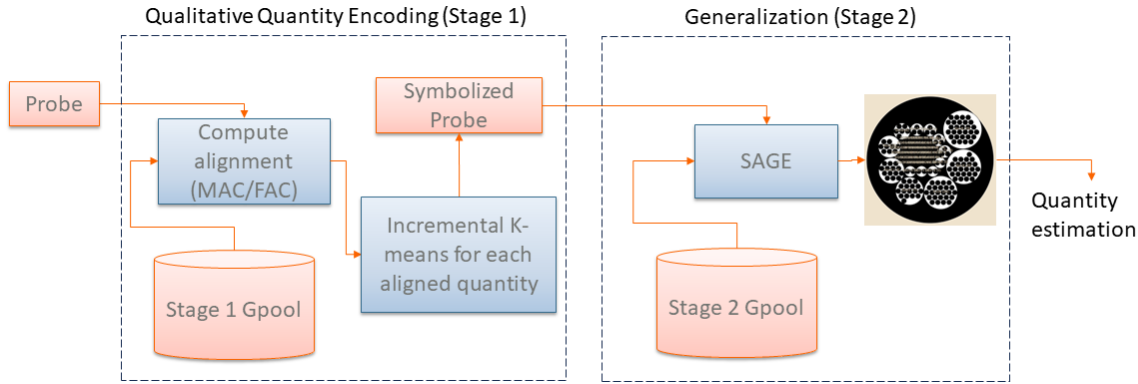 Qualitative Quantity Encoding (Stage 1)
Generalization (Stage 2)
Probe
Compute
alignment
(MAC/FAC)
Stage 1 Gpool
Symbolized
Probe
Incremental K-
means for each
aligned quantity
SAGE
Stage 2 Gpool
Quantity
estimation